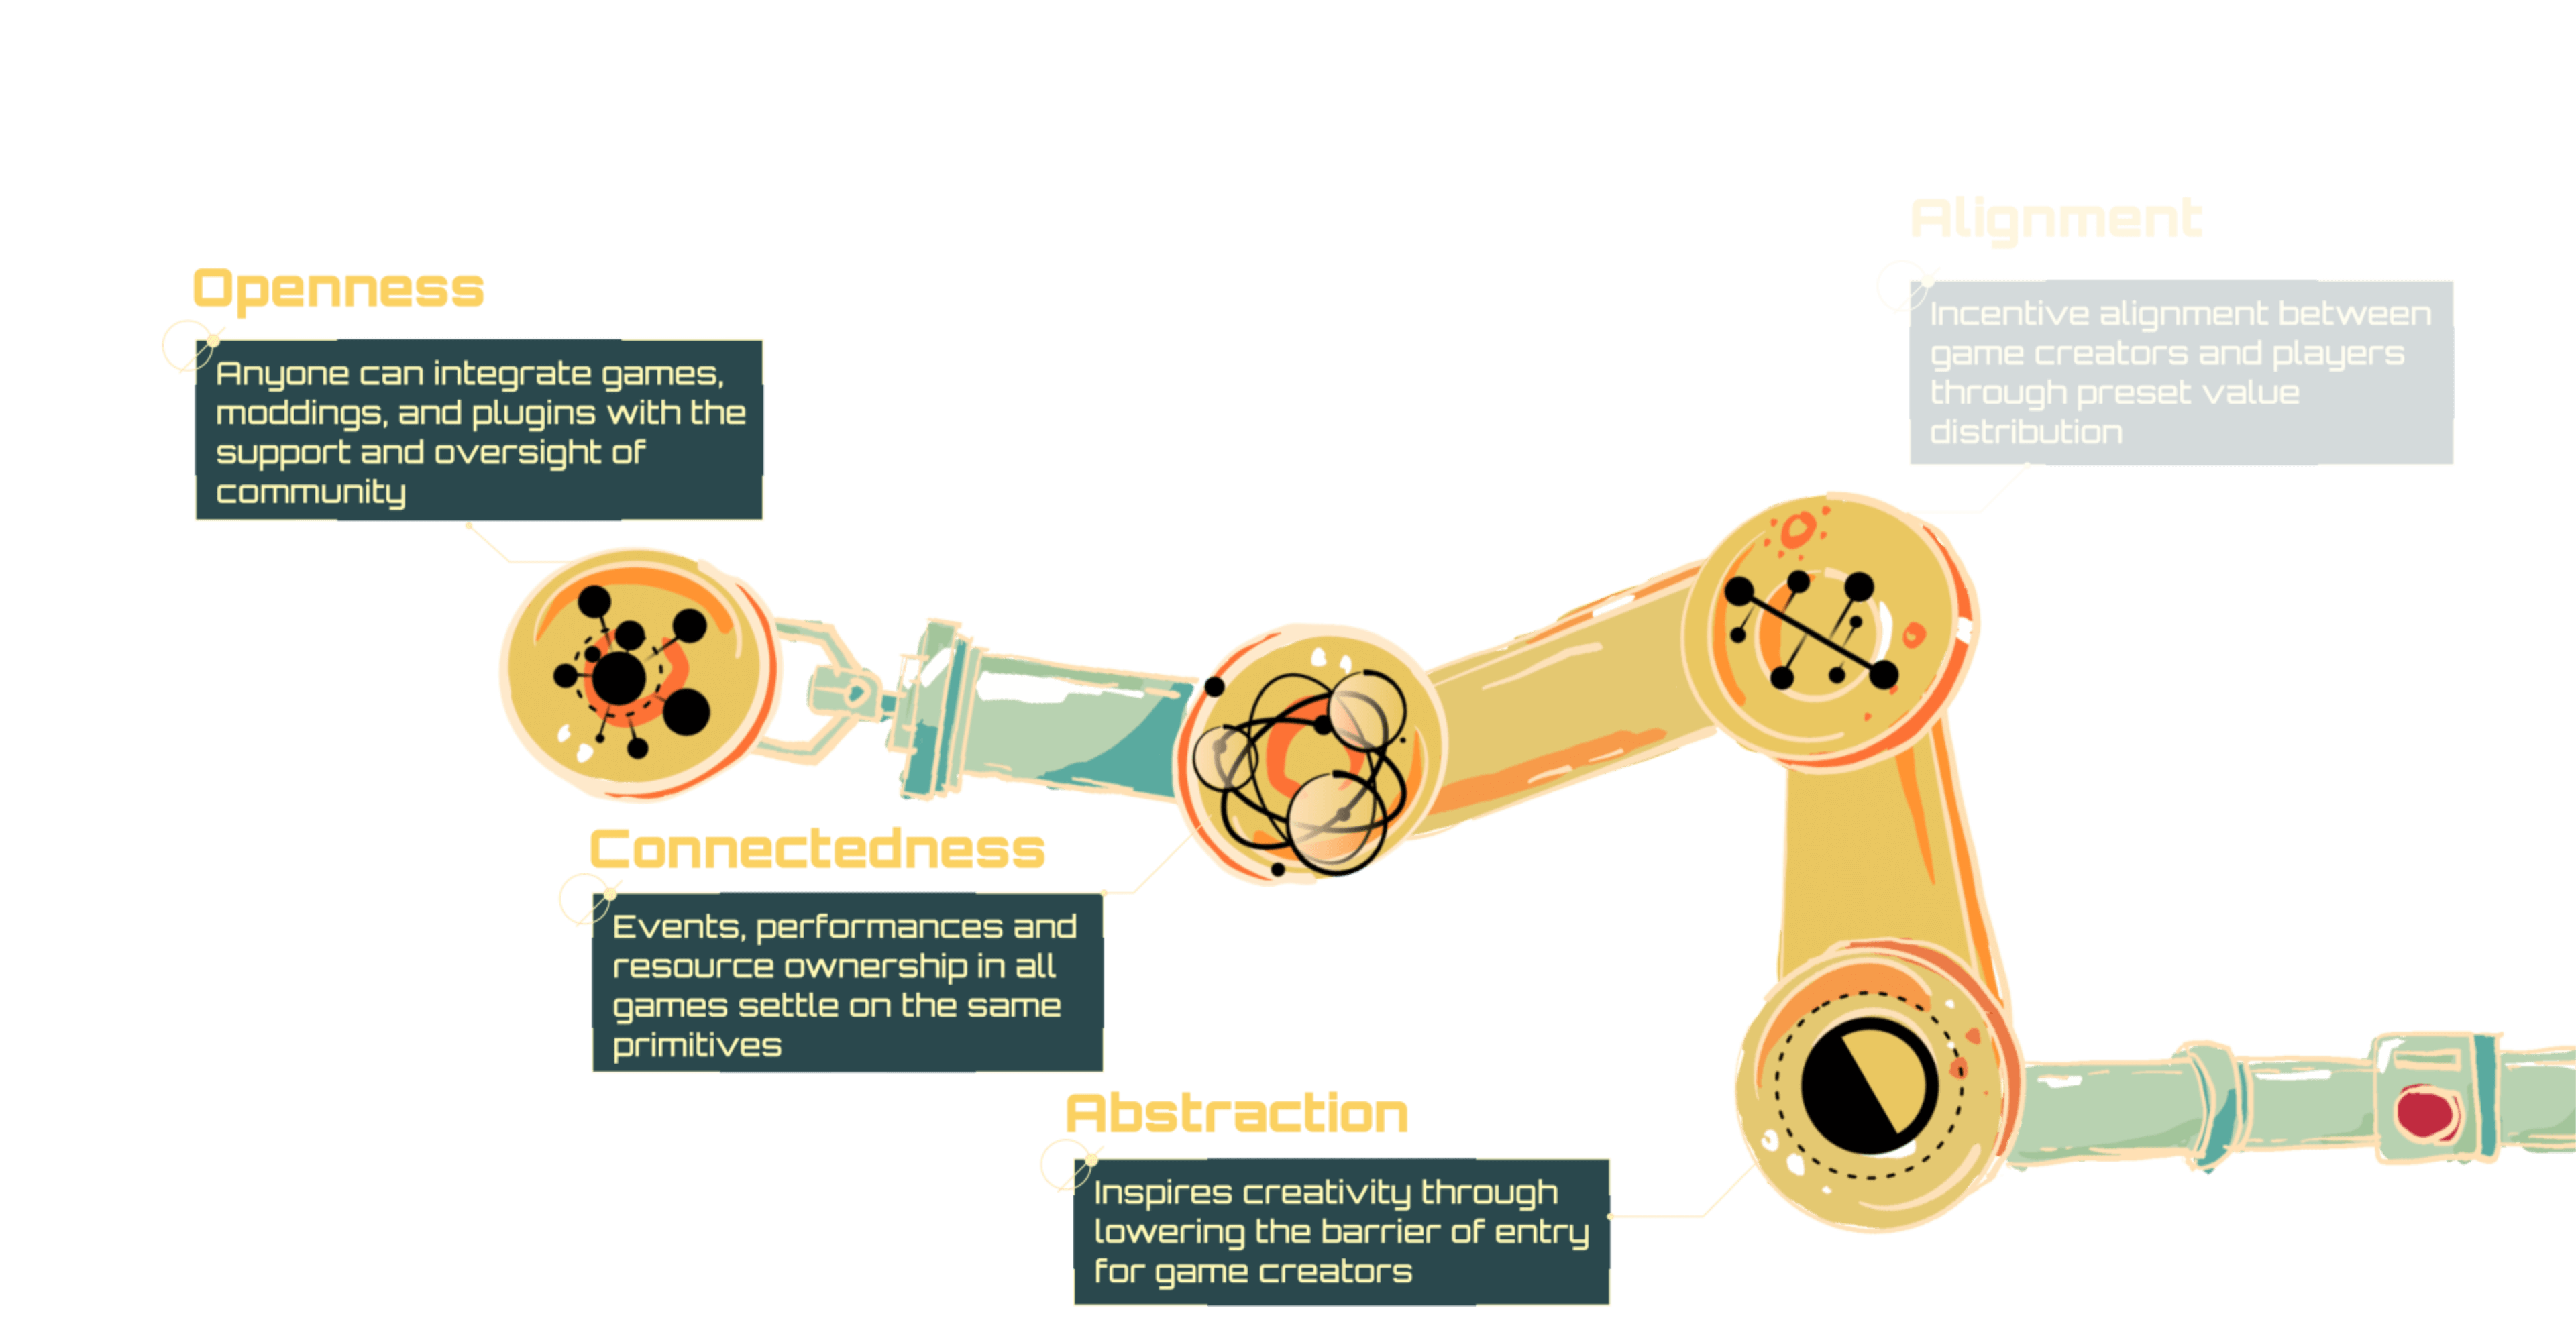 Openness
Anyone can integrate games,
moddings, and plugins with the
support and oversight of
community
Alignment
Incentive alignment between
game creators and players
through preset value
distribution
Connectedness
Events, performances and
resource ownership in all
games settle on the same
primitives
Abstraction
Inspires creativity through
lowering the barrier of entry
for game creators